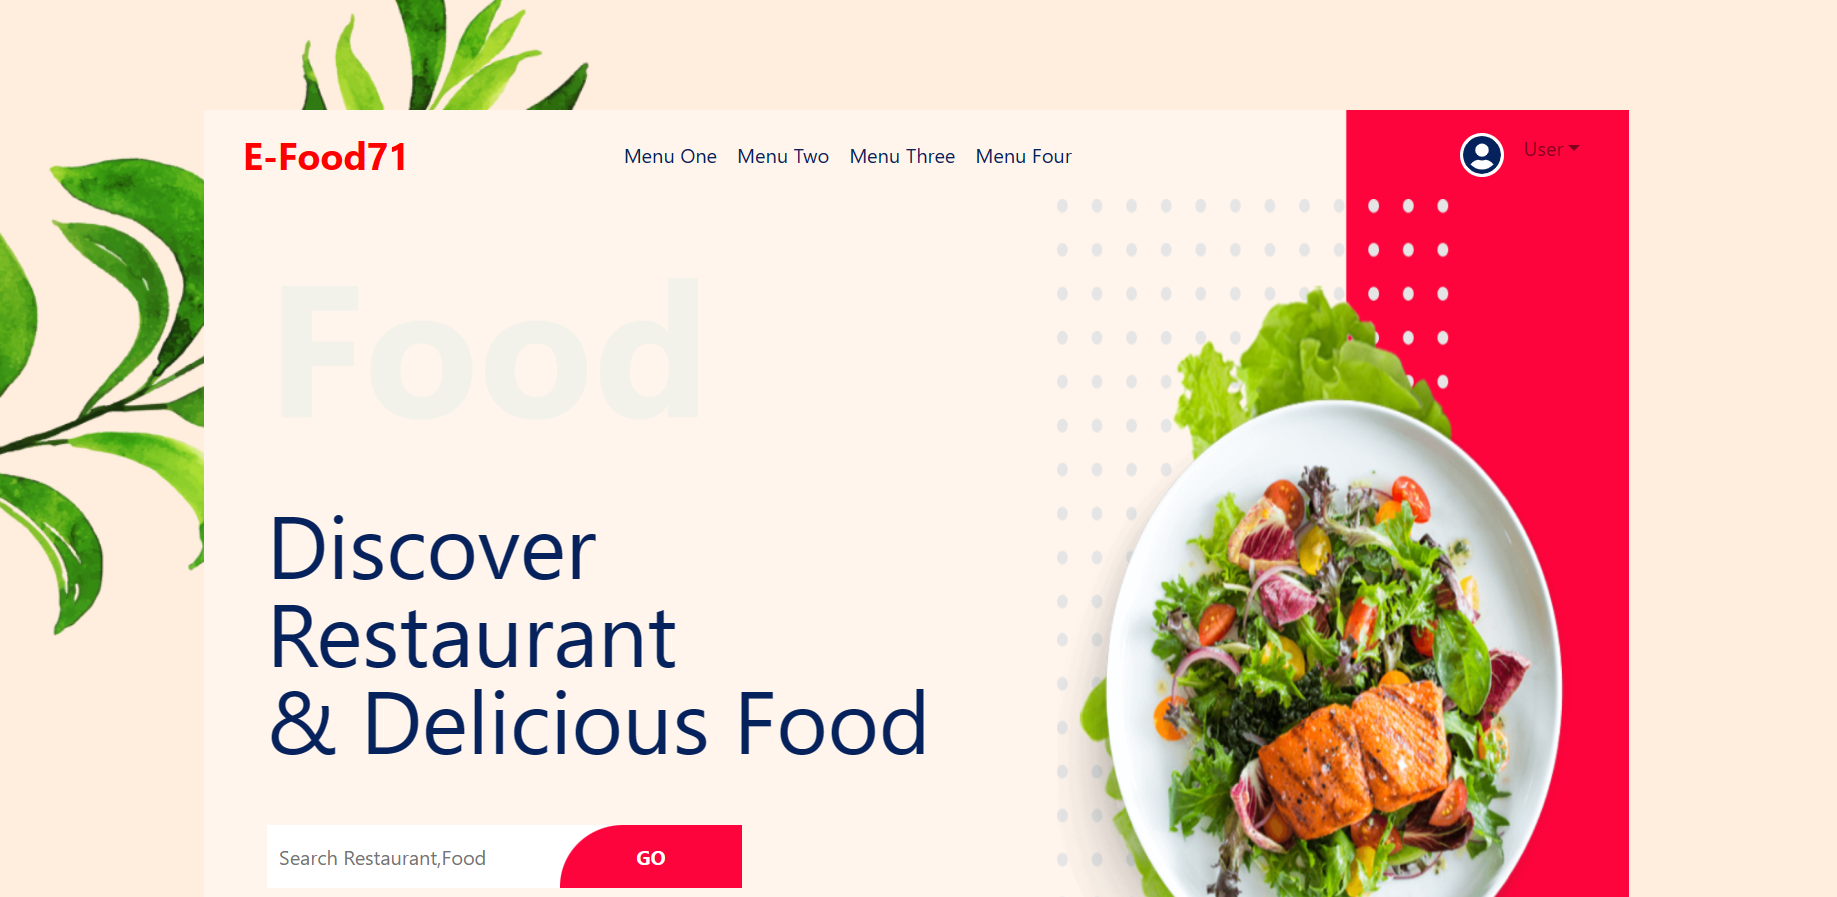 E-Food71
Menu One Menu Two Menu Three Menu Four
User
Food
Discover
Restaurant
& Delicious Food
Search Restaurant,Food
GO